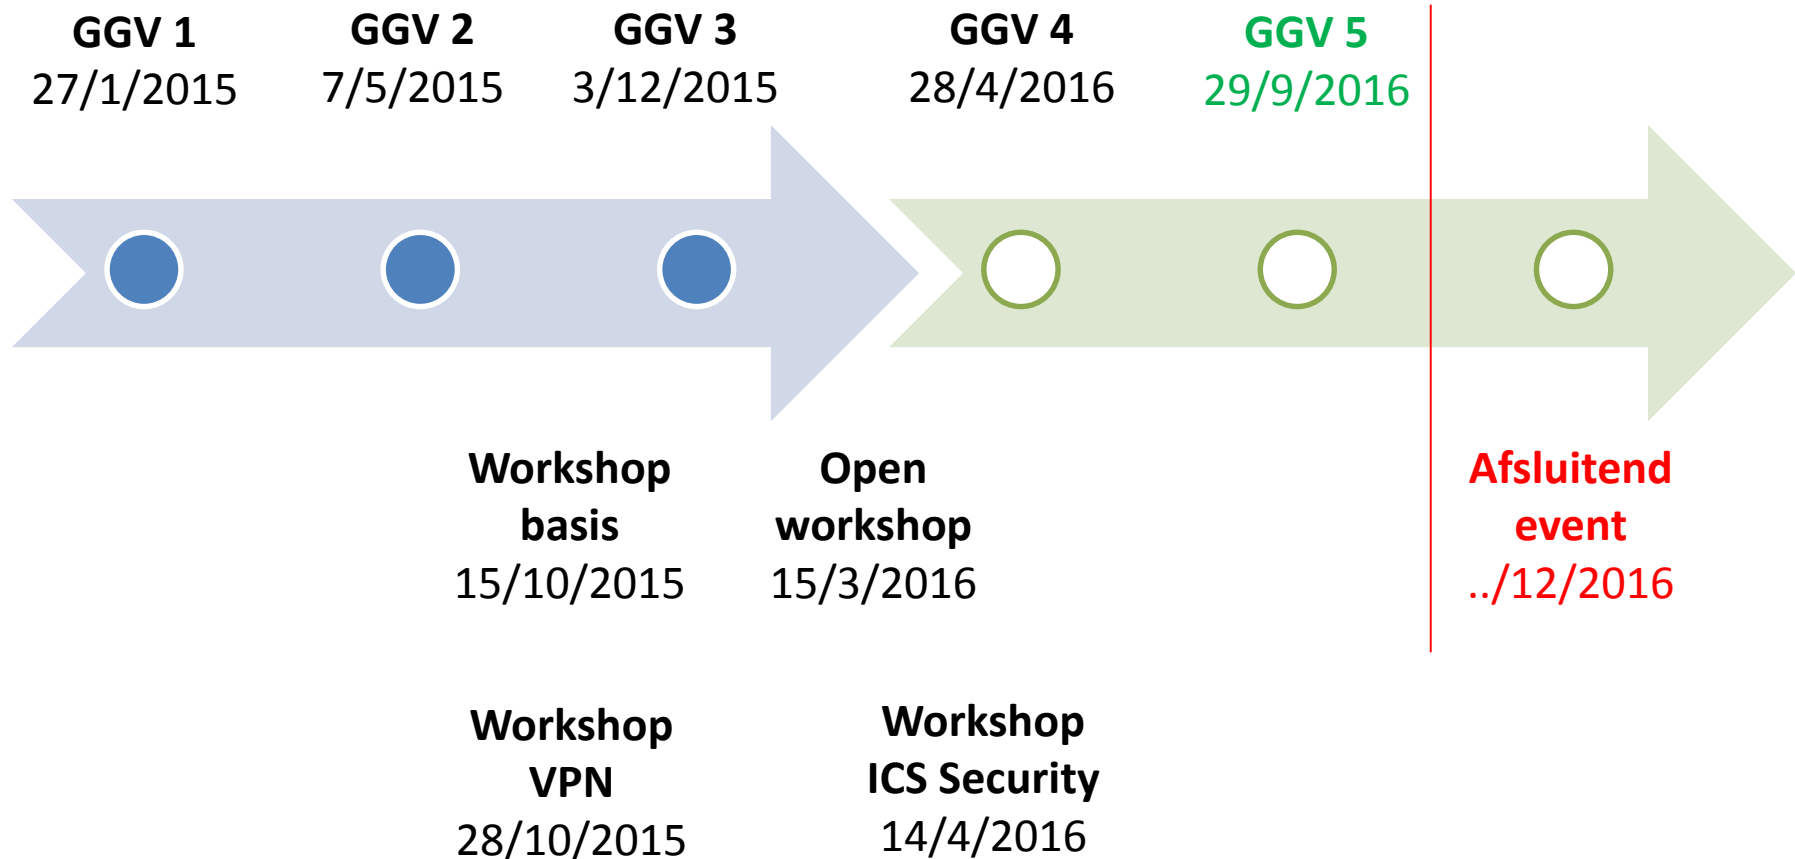 GGV 1
27/1/2015
GGV 2
7/5/2015
GGV 3
3/12/2015
GGV 4
28/4/2016
GGV 5
29/9/2016
Workshop
basis
15/10/2015
Open
workshop
15/3/2016
Afsluitend
event
../12/2016
Workshop
VPN
28/10/2015
Workshop
ICS Security
14/4/2016